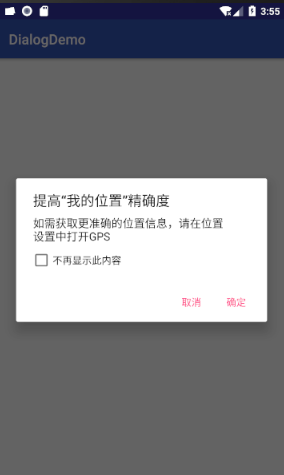 3:55
DialogDemo
提高“我的位置”精确度
如需获取更准确的位置信息，请在位置
设置中打开GPS
不再显示此内容
取消 确定